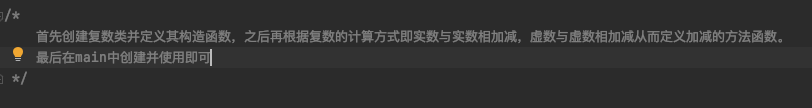 /*
首先创建复数类并定义其构造函数，之后再根据复数的计算方式即实数与实数相加减，虚数与虚数相加减从而定义加减的方法函数。
最后在main中创建并使用即可
*/